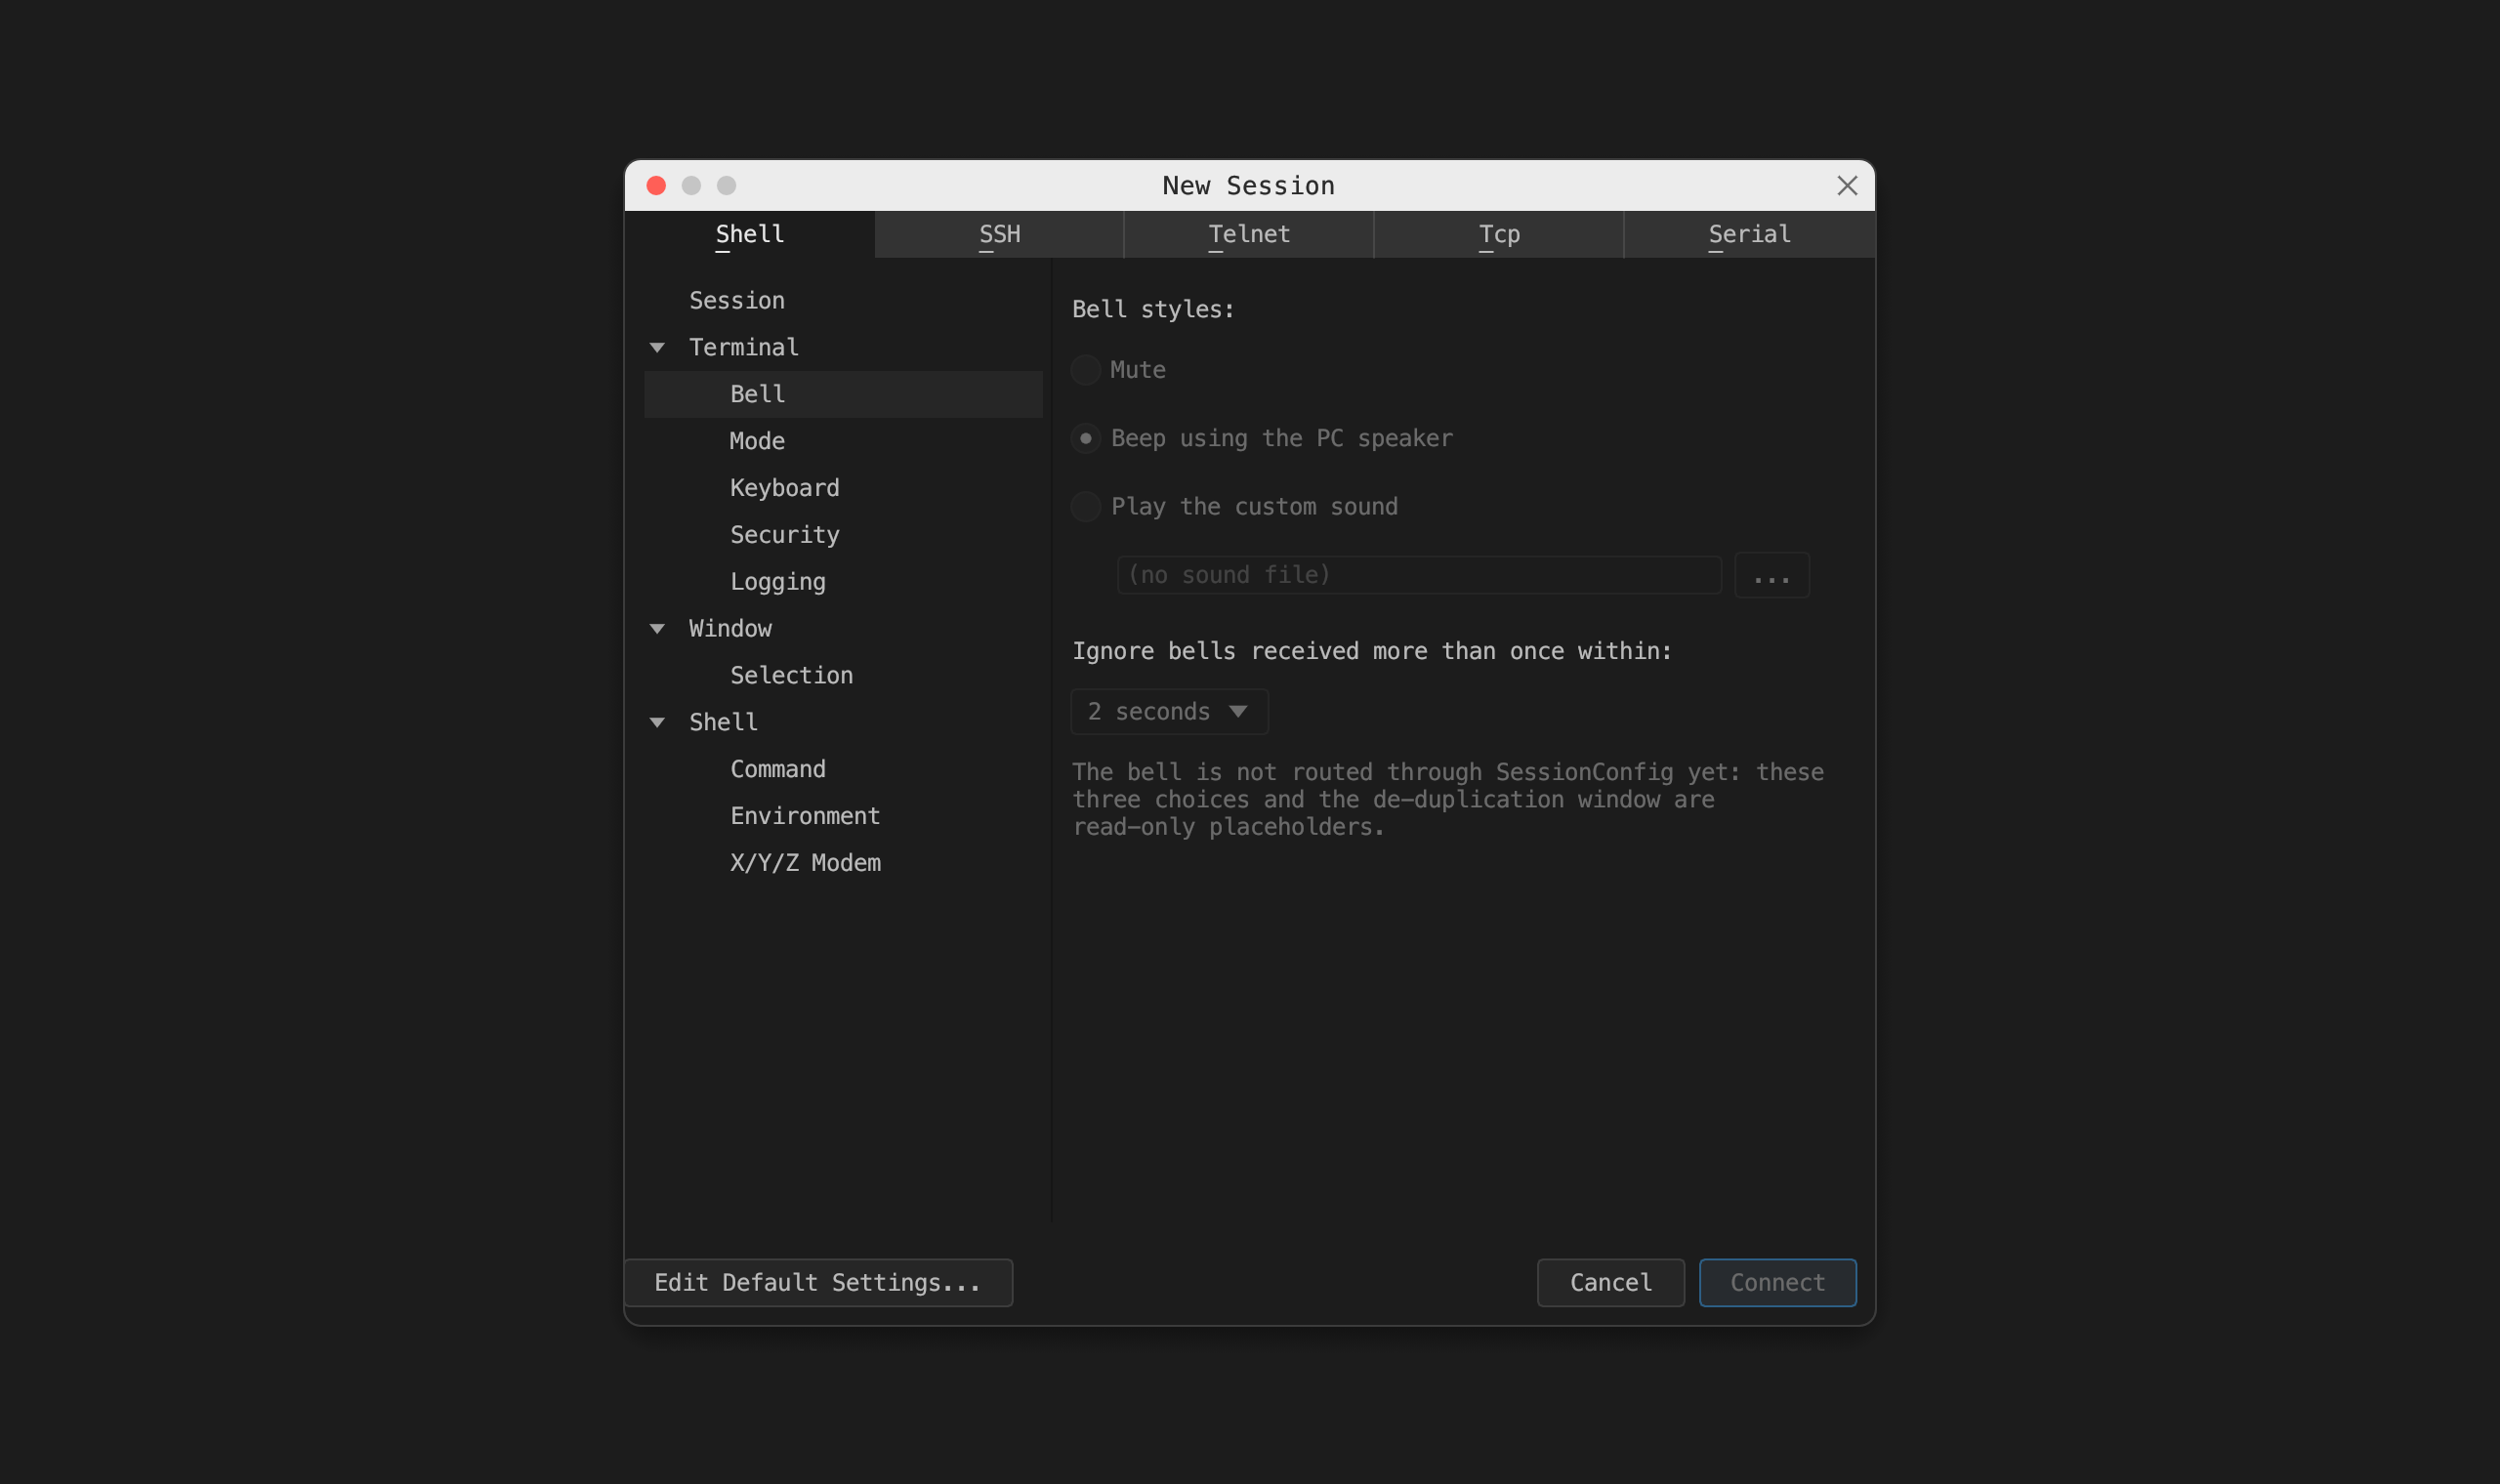 New Session
Shell
SSH
Telnet
Tcp
Serial
Session
Terminal
Bell
Mode
Keyboard
Security
Logging
Window
Selection
Shell
Command
Environment
X/Y/Z Modem
Bell styles:
Mute
Beep using the PC speaker
Play the custom sound
(no sound file)
...
Ignore bells received more than once within:
2 seconds
The bell is not routed through SessionConfig yet: these
three choices and the de-duplication window are
read-only placeholders.
Edit Default Settings...
Cancel
Connect